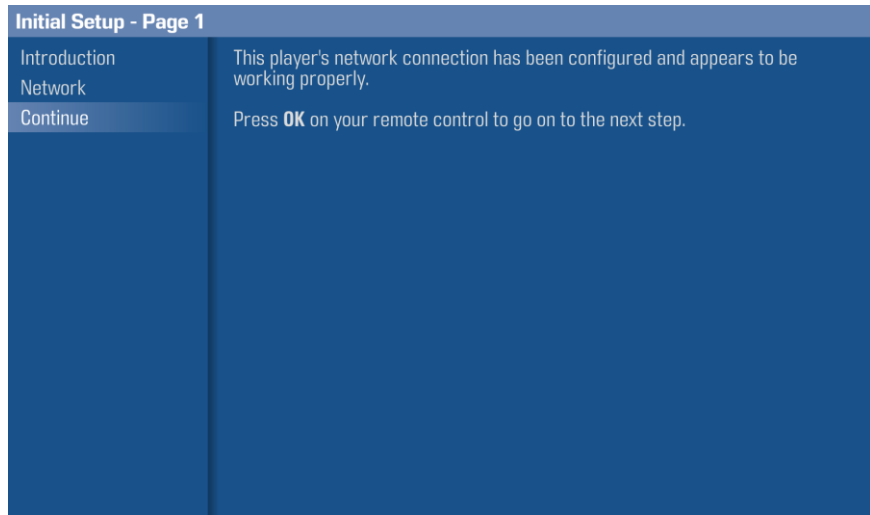 Initial Setup - Page 1
Introduction
Network
Continue
This player's network connection has been configured and appears to be
working properly.
Press OK on your remote control to go on to the next step.